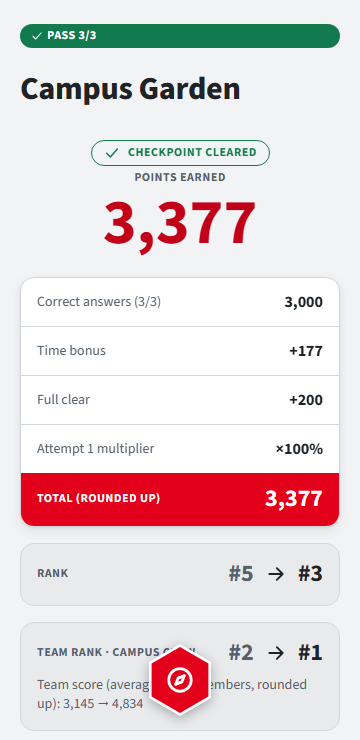 PASS 3/3
Campus Garden
CHECKPOINT CLEARED
POINTS EARNED
3,377
Correct answers (3/3) 3,000
Time bonus +177
Full clear +200
Attempt 1 multiplier ×100%
TOTAL (ROUNDED UP) 3,377
RANK #5 → #3
TEAM RANK · CAMPUS #2 → #1
Team score rounded
up): 3,145 → 4,834